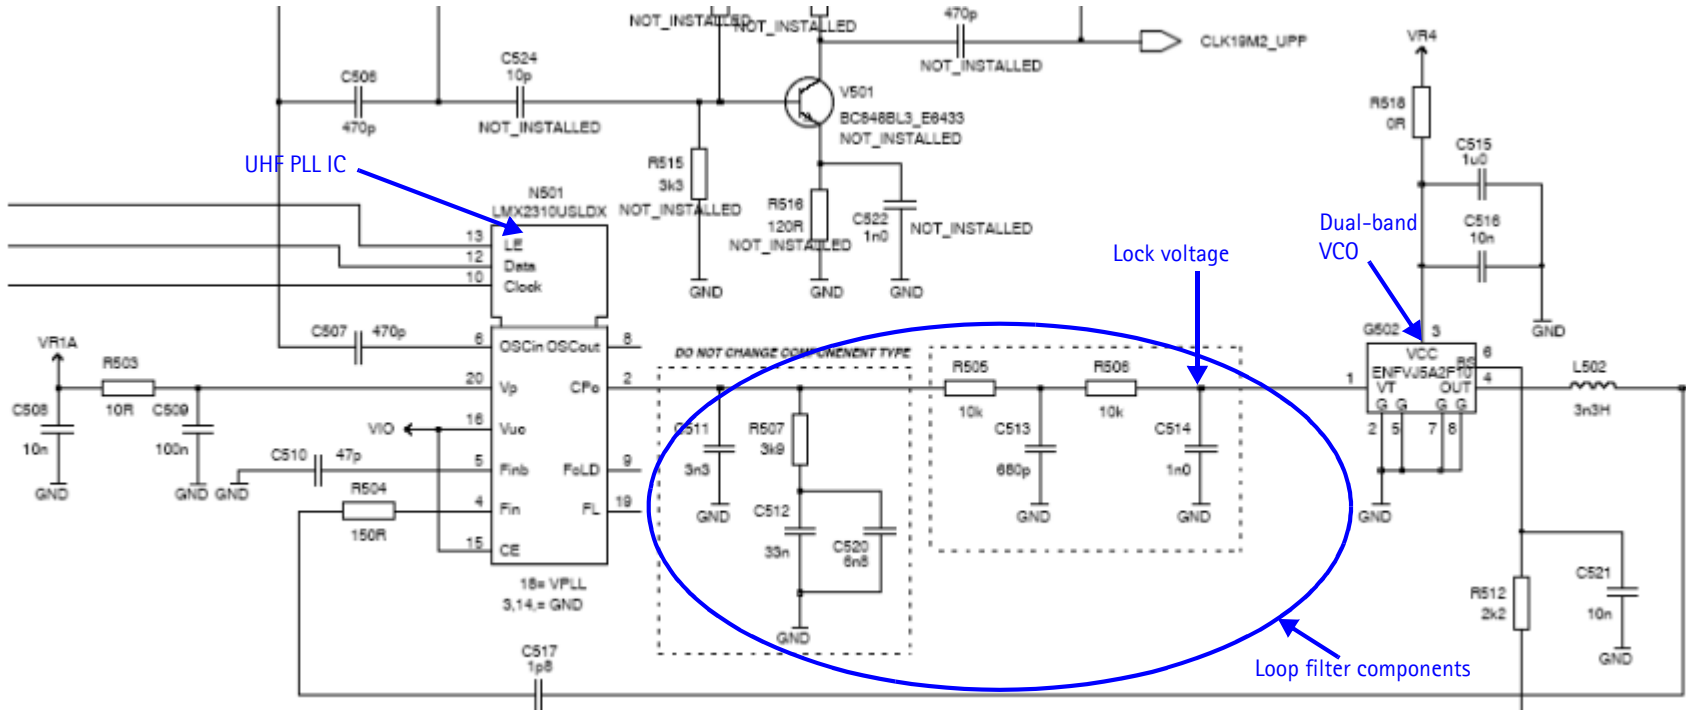 NOT_INSTALLED
NOT_INSTALLED
470p
CLK19M2_UPP
NOT_INSTALLED
VR4
C506
470p
C524
10p
NOT_INSTALLED
V501
BC848BL3_E6433
NOT_INSTALLED
R518
0R
C515
1u0
C516
10n
GND
UHF PLL IC
R515
3k3
NOT_INSTALLED
R516
120R
NOT_INSTALLED
C522
1n0
NOT_INSTALLED
GND
GND
GND
N501
LMX2310USLDX
13
LE
12
Data
10
Clock
Lock voltage
Dual-band
VCO
VR1A
R503
10R
C508
10n
GND
C509
100n
GND
C507
470p
6
OSCin
OSCout
8
20
Vp
CPo
2
VIO
16
Vuc
C510
47p
GND
5
Finb
FoLD
9
R504
150R
4
Fin
FL
19
15
CE
18= VPLL
3,14,= GND
DO NOT CHANGE COMPONENENT TYPE
C511
3n3
GND
R507
3k9
C512
33n
C520
6n8
GND
R505
10k
R506
10k
C513
680p
GND
C514
1n0
GND
G502
3
VCC
BS
6
ENFVJ5A2F10
1
VT
OUT
4
G
G
G
G
2
5
7
8
GND
L502
3n3H
R512
2k2
C521
10n
GND
C517
1p8
Loop filter components